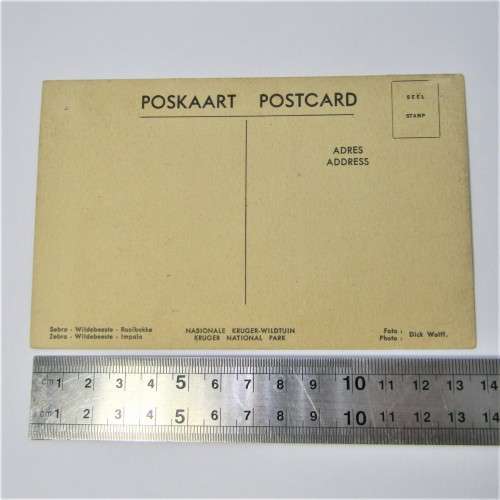 POSKAART POSTCARD
SEËL
STAMP
ADRES
ADDRESS
Sebra - Wildebeeste - Rooibokke
Zebra - Wildebeeste - Impala
NASIONALE KRUGER-WILDTUIN
KRUGER NATIONAL PARK
Foto :
Photo : Dick Wolff.
cm 1 2 3 4 5 6 7 8 9 10 11 12 13 14
cm 1 2 3 4 5 6 7 8 9 10 11 12 13 14